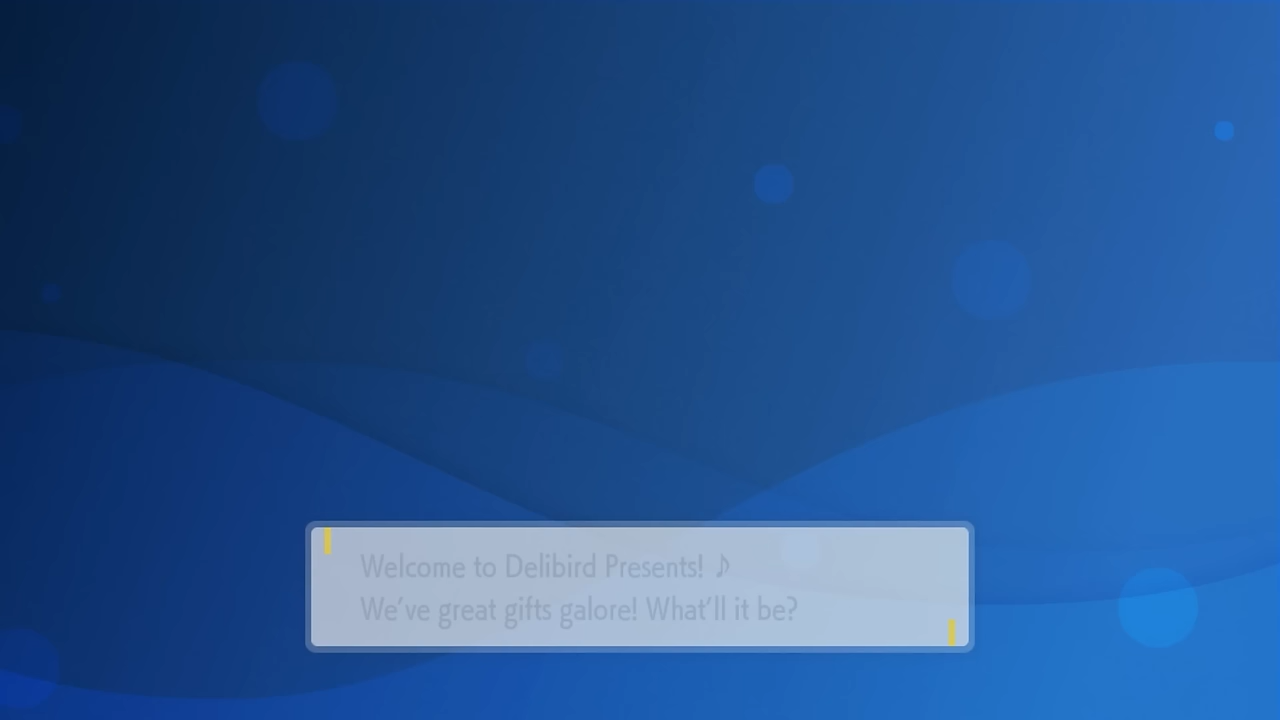 Welcome to Delibird Presents! ♪
We've great gifts galore! What'll it be?